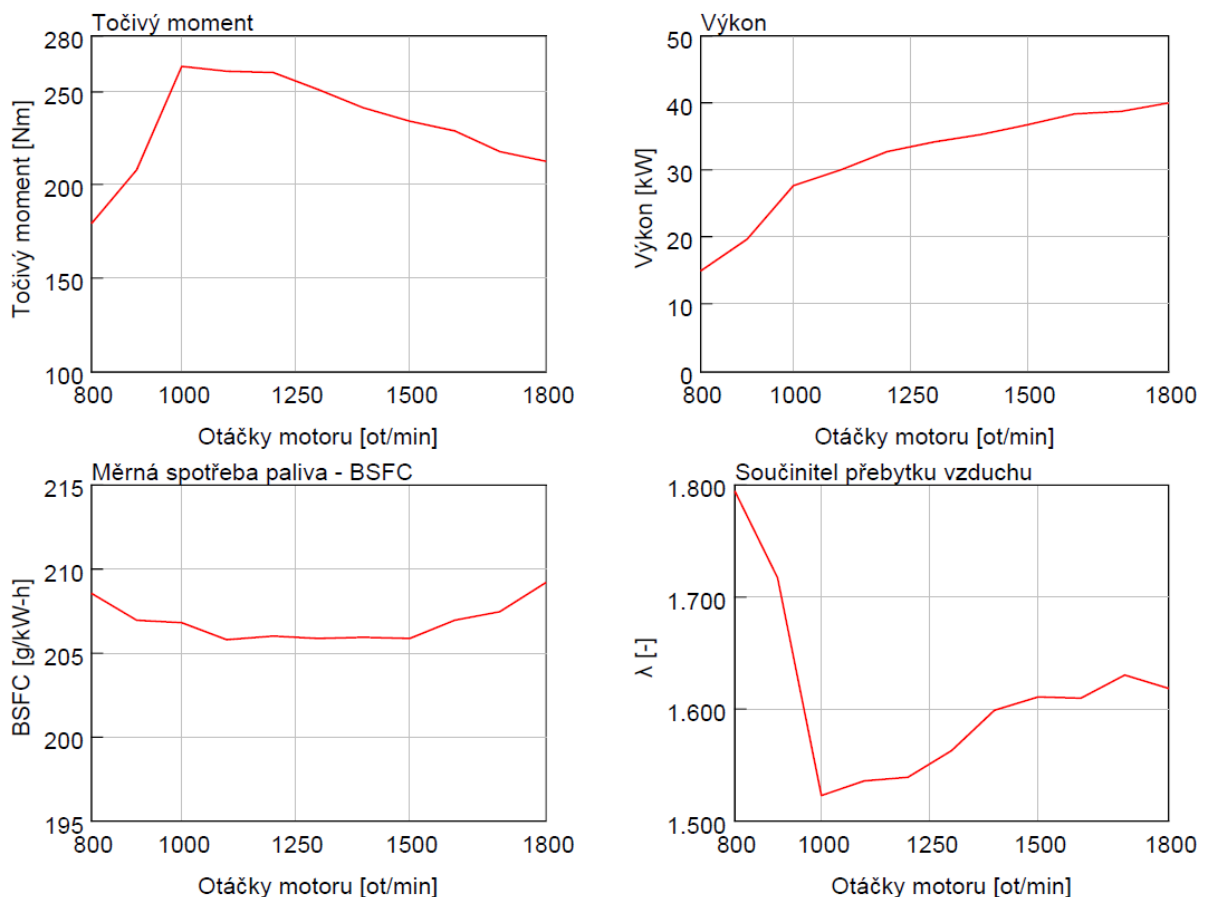 Točivý moment
280
250
200
150
100
Točivý moment [Nm]
800 1000 1250 1500 1800
Otáčky motoru [ot/min]
Výkon
50
40
30
20
10
0
Výkon [kW]
800 1000 1250 1500 1800
Otáčky motoru [ot/min]
Měrná spotřeba paliva - BSFC
215
210
205
200
195
BSFC [g/kW-h]
800 1000 1250 1500 1800
Otáčky motoru [ot/min]
Součinitel přebytku vzduchu
1.800
1.700
1.600
1.500
λ [-]
800 1000 1250 1500 1800
Otáčky motoru [ot/min]